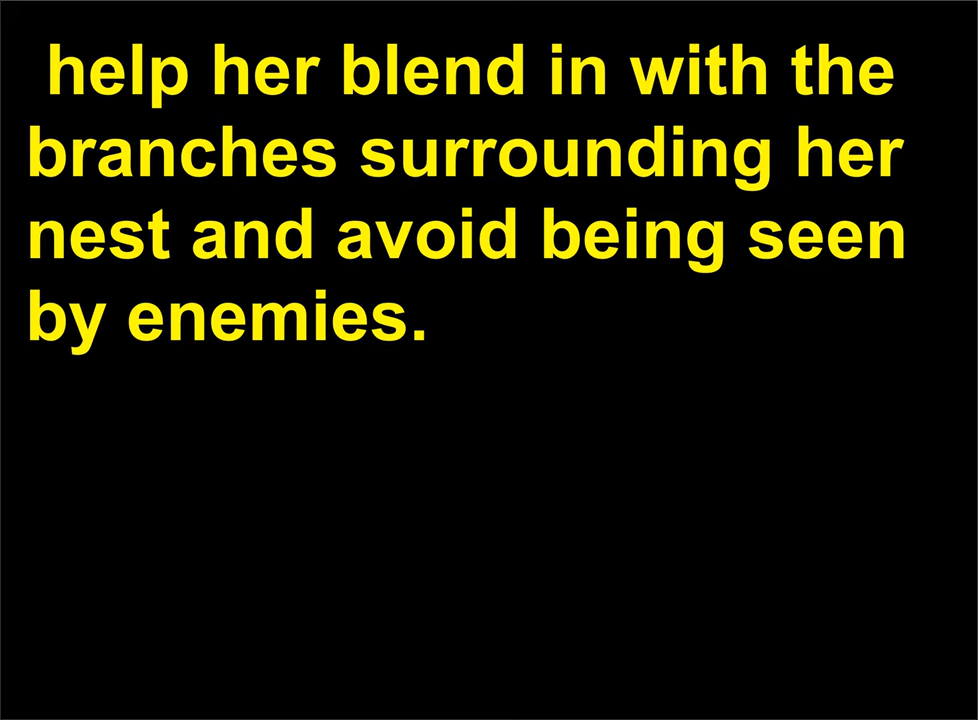 help her blend in with the
branches surrounding her
nest and avoid being seen
by enemies.